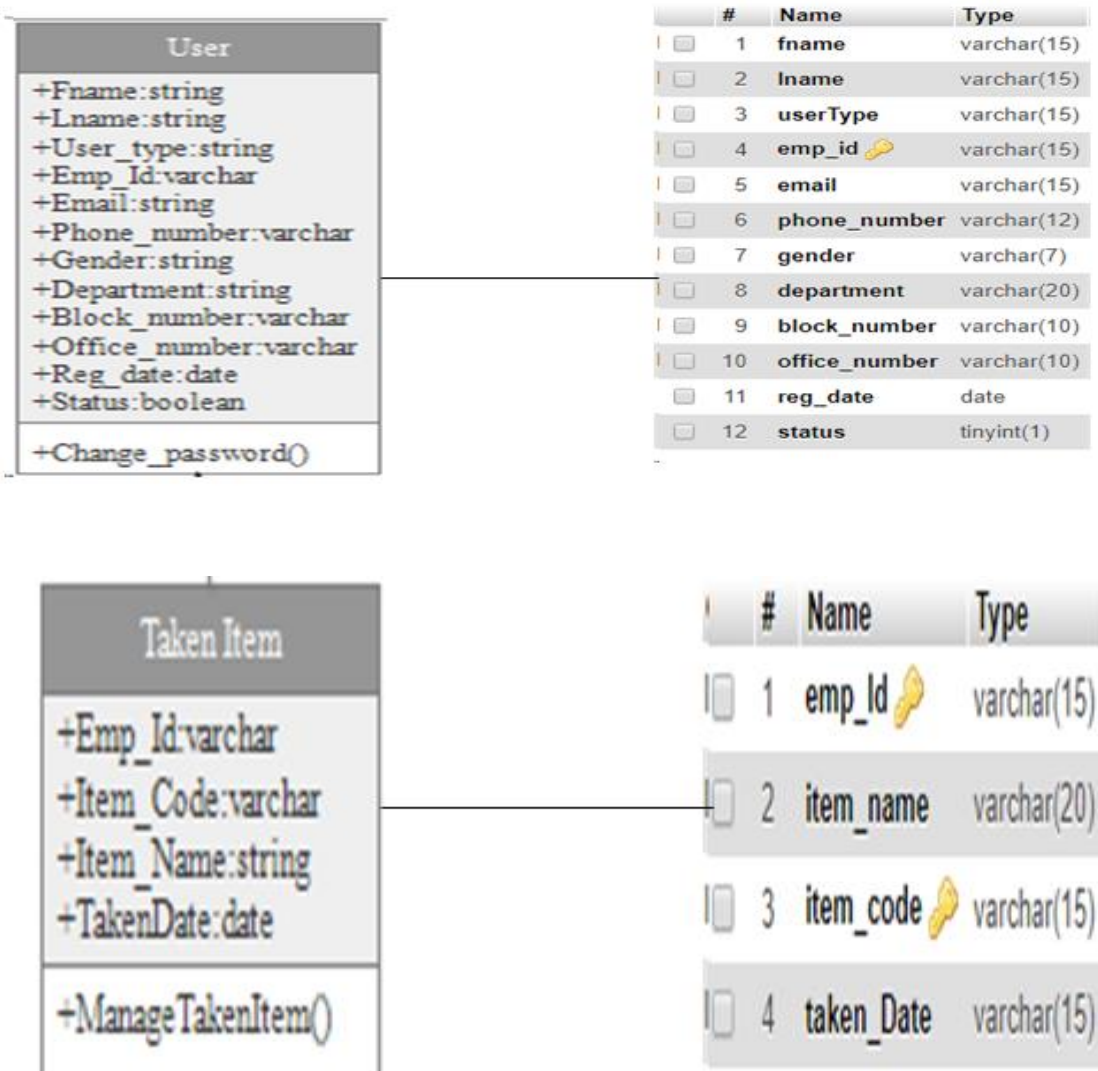 User
+Fname:string
+Lname:string
+User_type:string
+Emp_Id:varchar
+Email:string
+Phone_number:varchar
+Gender:string
+Department:string
+Block_number:varchar
+Office_number:varchar
+Reg_date:date
+Status:boolean
+Change_password()
# Name Type
1 fname varchar(15)
2 lname varchar(15)
3 userType varchar(15)
4 emp_id varchar(15)
5 email varchar(15)
6 phone_number varchar(12)
7 gender varchar(7)
8 department varchar(20)
9 block_number varchar(10)
10 office_number varchar(10)
11 reg_date date
12 status tinyint(1)
Taken Item
+Emp_Id:varchar
+Item_Code:varchar
+Item_Name:string
+TakenDate:date
+ManageTakenItem()
# Name Type
1 emp_Id varchar(15)
2 item_name varchar(20)
3 item_code varchar(15)
4 taken_Date varchar(15)